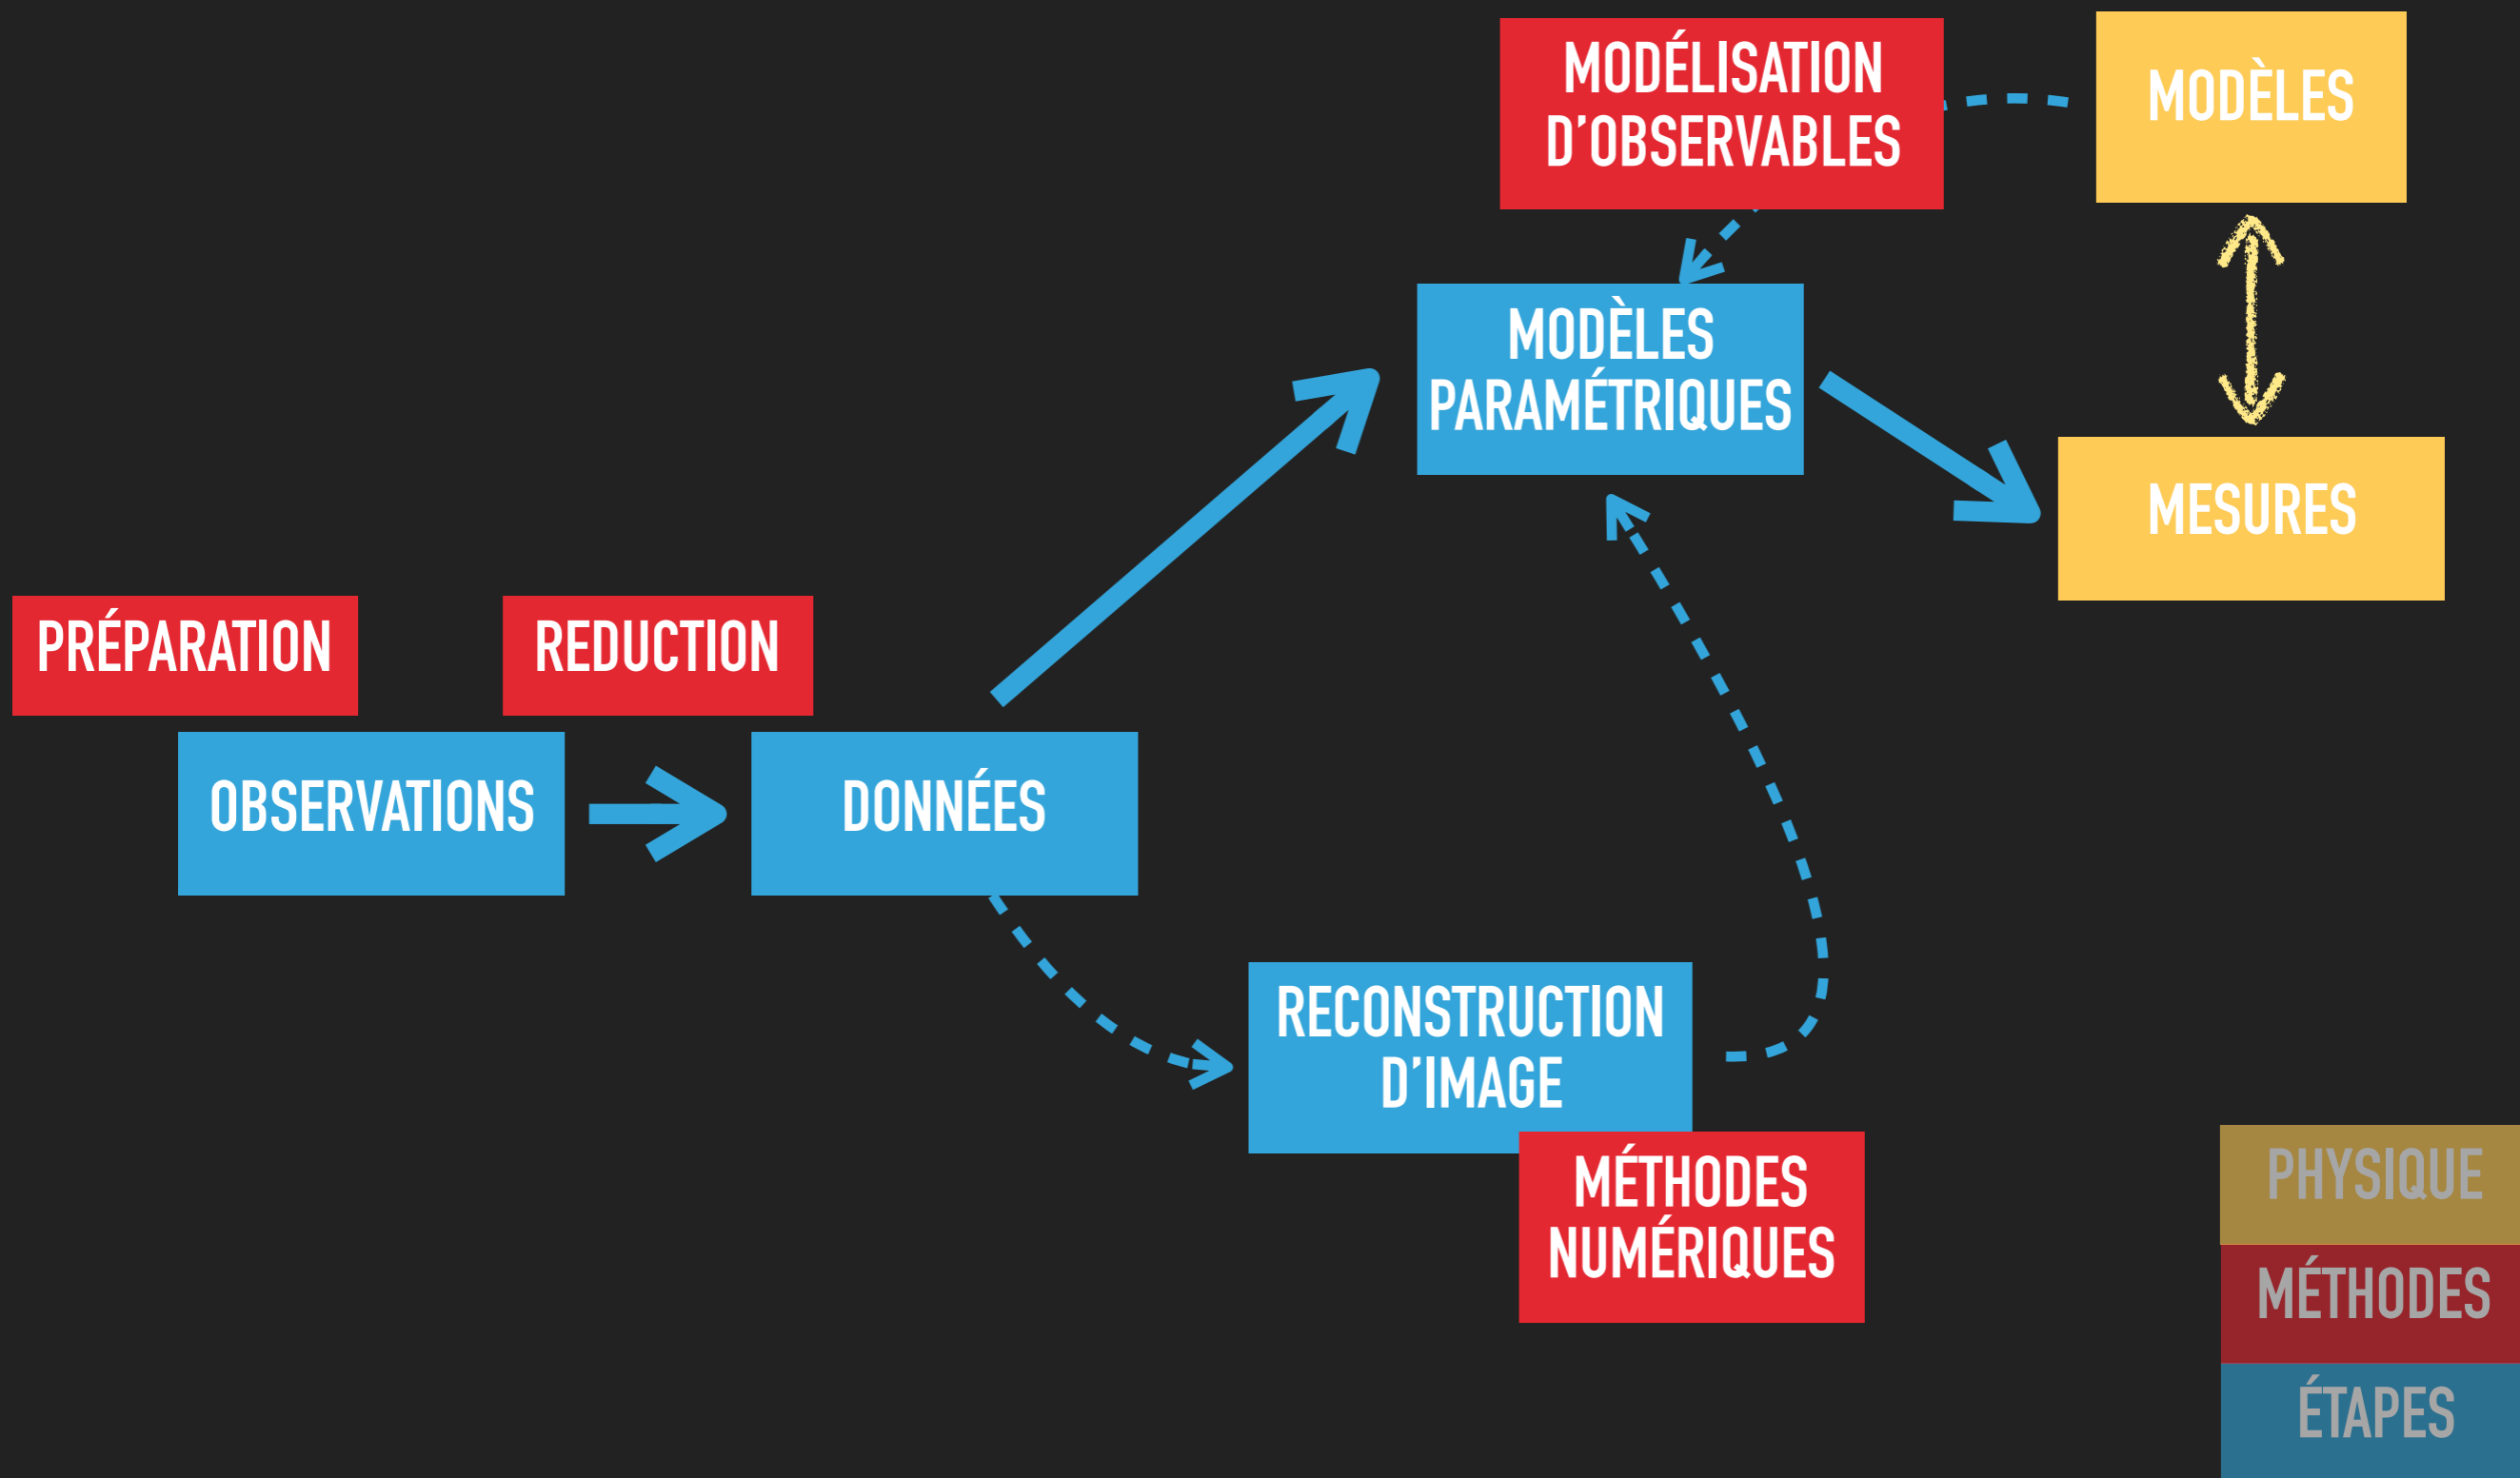 MODÉLISATION
D'OBSERVABLES
MODÈLES
MODÈLES
PARAMÉTRIQUES
MESURES
PRÉPARATION
REDUCTION
OBSERVATIONS
DONNÉES
RECONSTRUCTION
D'IMAGE
MÉTHODES
NUMÉRIQUES
PHYSIQUE
MÉTHODES
ÉTAPES